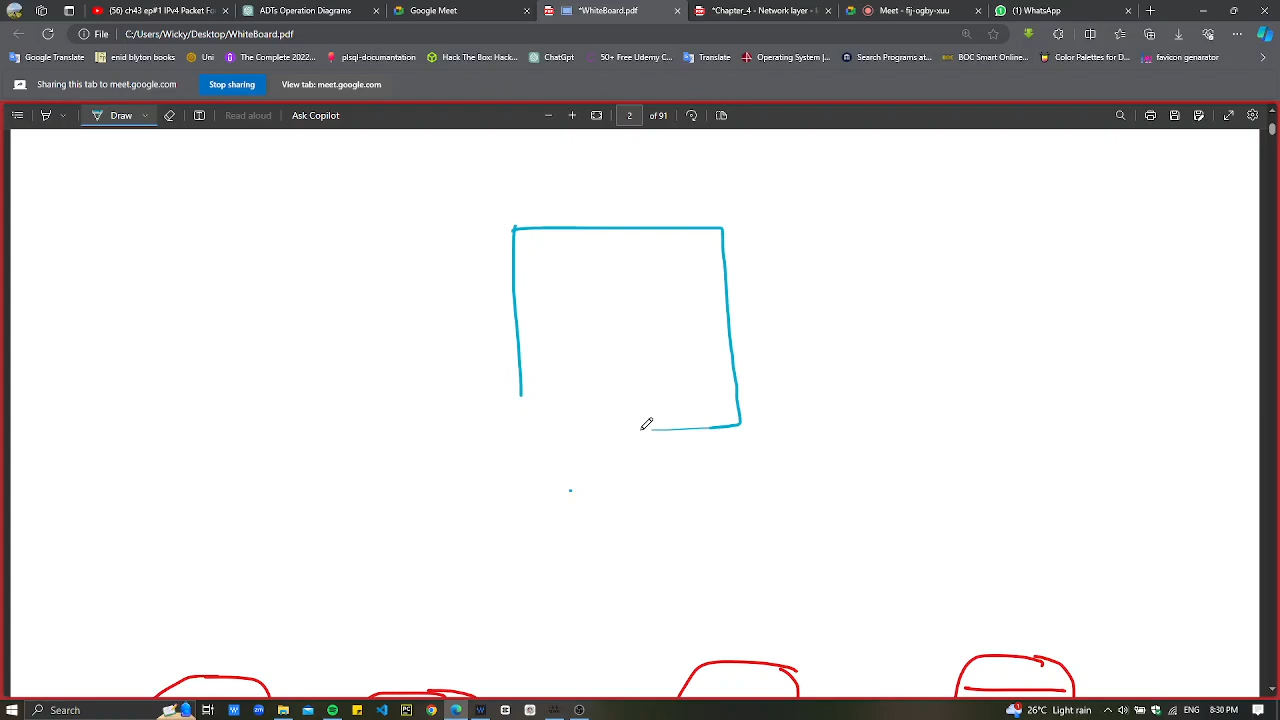 (56) ch43 ep#1 IPv4 Packet Fo
ADTs Operation Diagrams
Google Meet
*WhiteBoard.pdf
*Chapter_4 - Network layer -
Meet - fij-ogby-xuu
(1) WhatsApp
File
C:/Users/Wicky/Desktop/WhiteBoard.pdf
Google Translate
enid blyton books
Uni
The Complete 2022...
plsql-documentation
Hack The Box: Hack...
ChatGpt
50+ Free Udemy C...
Translate
Operating System |...
Search Programs at...
BOC Smart Online...
Color Palettes for D...
favicon genarator
Sharing this tab to meet.google.com
Stop sharing
View tab: meet.google.com
Draw
Read aloud
Ask Copilot
2
of 91
Search
26°C Light rain
8:30 PM